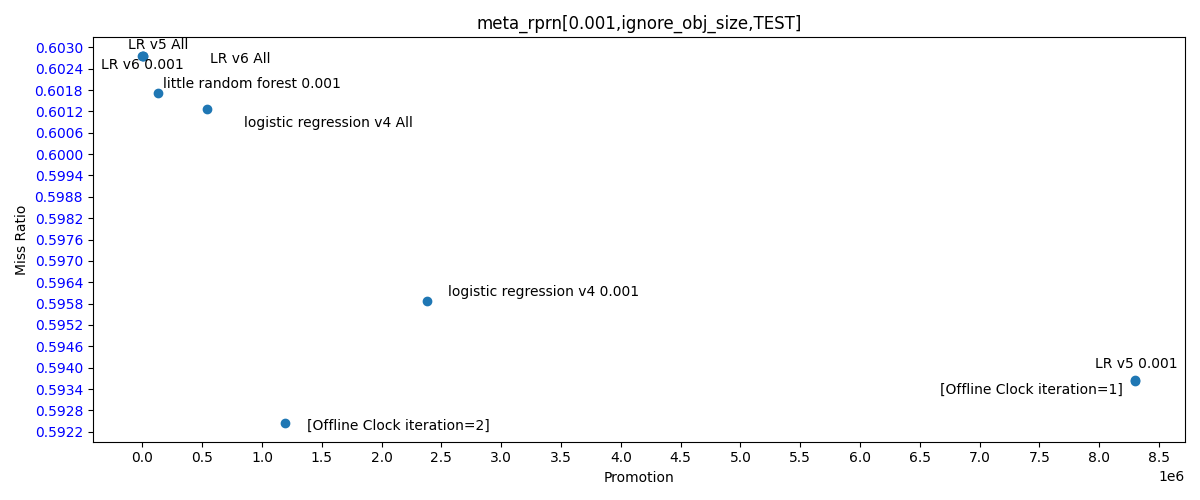 meta_rprn[0.001,ignore_obj_size,TEST]
Miss Ratio
0.6030
0.6024
0.6018
0.6012
0.6006
0.6000
0.5994
0.5988
0.5982
0.5976
0.5970
0.5964
0.5958
0.5952
0.5946
0.5940
0.5934
0.5928
0.5922
LR v5 All
LR v6 All
LR v6 0.001
little random forest 0.001
logistic regression v4 All
logistic regression v4 0.001
LR v5 0.001
[Offline Clock iteration=1]
[Offline Clock iteration=2]
0.0 0.5 1.0 1.5 2.0 2.5 3.0 3.5 4.0 4.5 5.0 5.5 6.0 6.5 7.0 7.5 8.0 8.5
1e6
Promotion